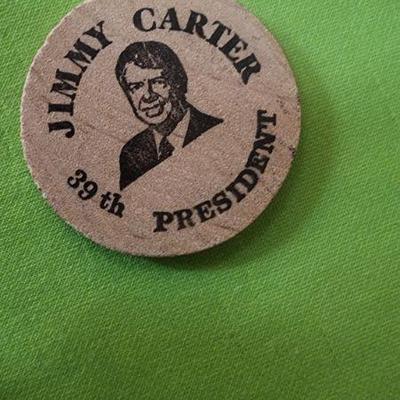 JIMMY CARTER
39th PRESIDENT